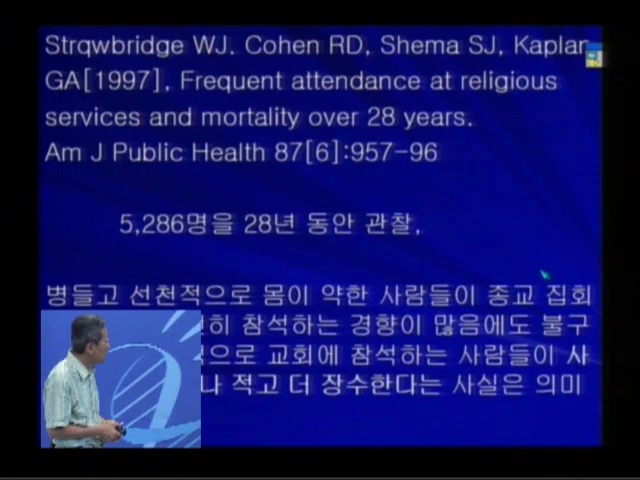 Strqwbridge WJ. Cohen RD, Shema SJ, Kaplan
GA[1997], Frequent attendance at religious
services and mortality over 28 years.
Am J Public Health 87[6]:957-96
5,286명을 28년 동안 관찰,
병들고 선천적으로 몸이 약한 사람들이 종교 집회
히 참석하는 경향이 많음에도 불구
으로 교회에 참석하는 사람들이 사
나 적고 더 장수한다는 사실은 의미